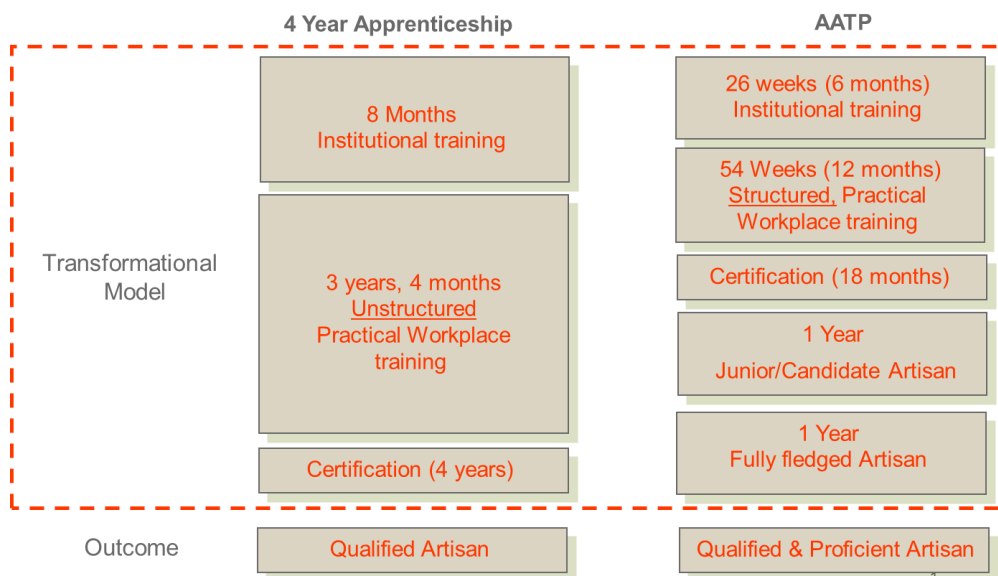 4 Year Apprenticeship
AATP
Transformational
Model
8 Months
Institutional training
3 years, 4 months
Unstructured
Practical Workplace
training
Certification (4 years)
26 weeks (6 months)
Institutional training
54 Weeks (12 months)
Structured, Practical
Workplace training
Certification (18 months)
1 Year
Junior/Candidate Artisan
1 Year
Fully fledged Artisan
Outcome
Qualified Artisan
Qualified & Proficient Artisan